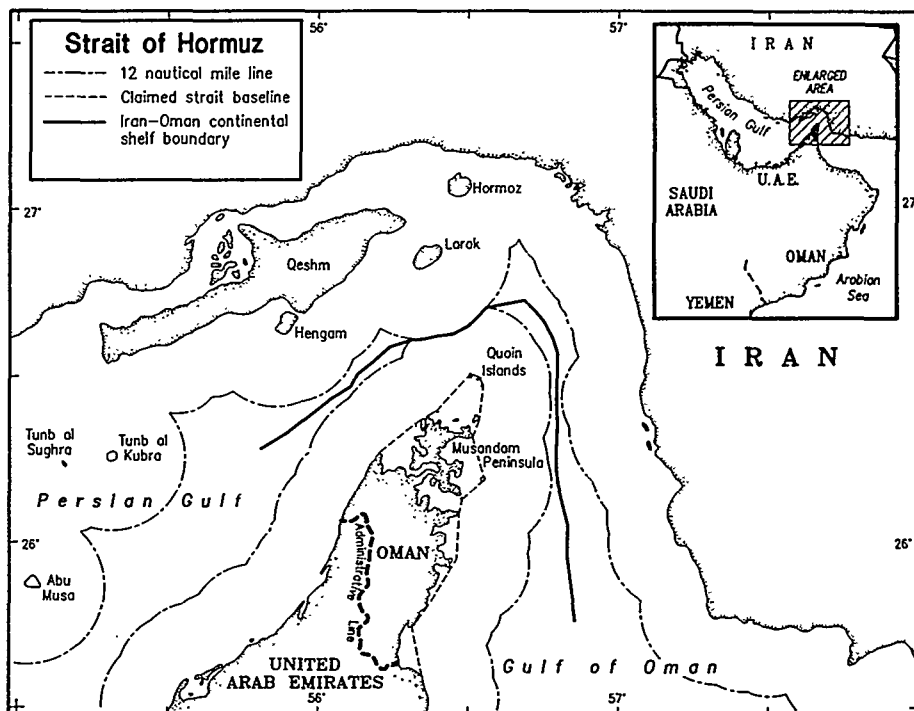 56°
57°
Strait of Hormuz
12 nautical mile line
Claimed strait baseline
Iran-Oman continental
shelf boundary
IRAN
ENLARGED
AREA
Persian Gulf
U.A.E.
SAUDI
ARABIA
OMAN
Arabian
Sea
YEMEN
27°
27°
Hormoz
Larak
Qeshm
Hengam
IRAN
Quoin
Islands
Tunb al
Sughra
Tunb al
Kubra
Musandam
Peninsula
Persian Gulf
26°
26°
OMAN
Administrative
Line
Abu
Musa
UNITED
ARAB EMIRATES
Gulf of Oman
56°
57°